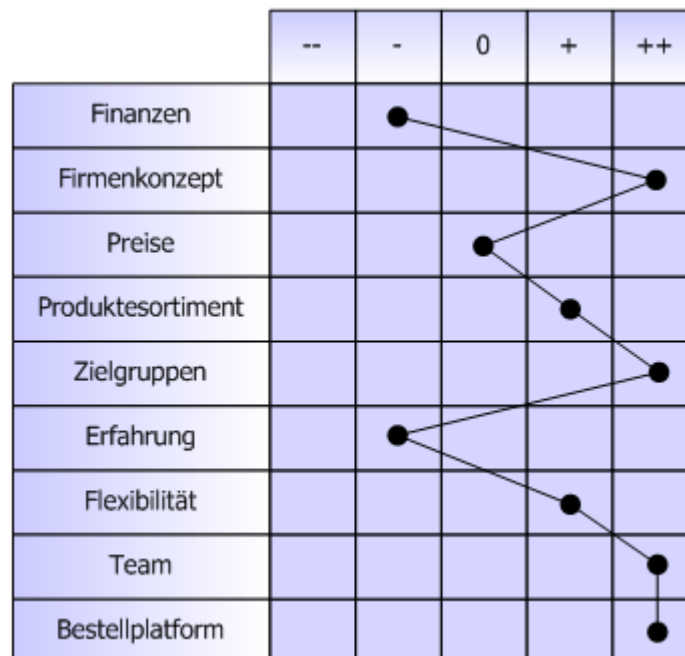 -- - 0 + ++
Finanzen
Firmenkonzept
Preise
Produktesortiment
Zielgruppen
Erfahrung
Flexibilität
Team
Bestellplatform